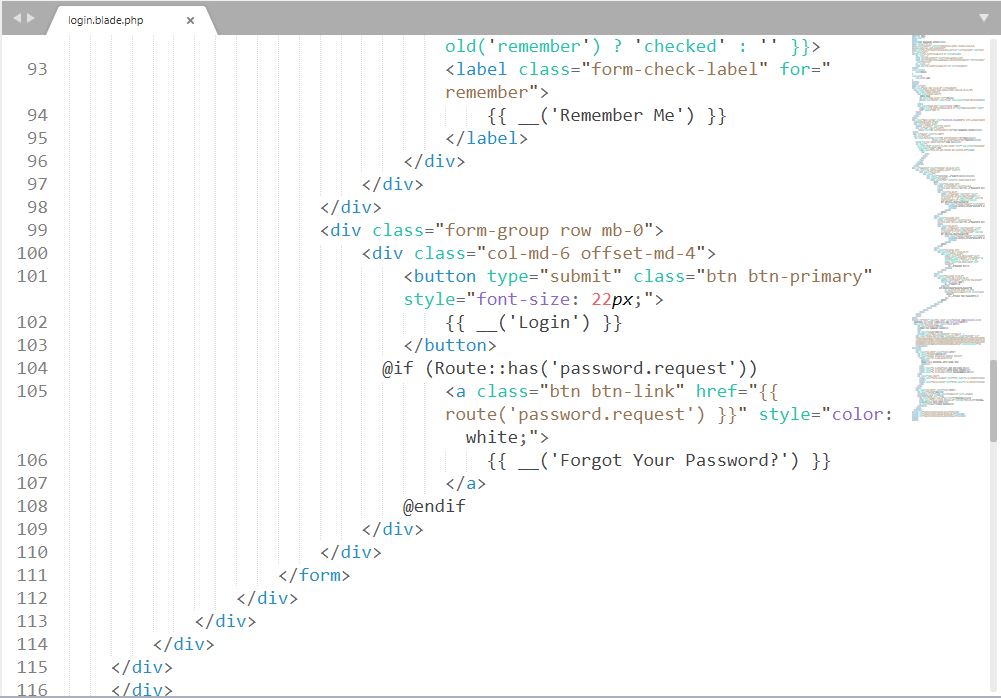 login.blade.php ×
old('remember') ? 'checked' : '' }}>
93 <label class="form-check-label" for="
remember">
94 {{ __('Remember Me') }}
95 </label>
96 </div>
97 </div>
98 </div>
99 <div class="form-group row mb-0">
100 <div class="col-md-6 offset-md-4">
101 <button type="submit" class="btn btn-primary"
style="font-size: 22px;">
102 {{ __('Login') }}
103 </button>
104 @if (Route::has('password.request'))
105 <a class="btn btn-link" href="{{
route('password.request') }}" style="color:
white;">
106 {{ __('Forgot Your Password?') }}
107 </a>
108 @endif
109 </div>
110 </div>
111 </form>
112 </div>
113 </div>
114 </div>
115 </div>
116 </div>